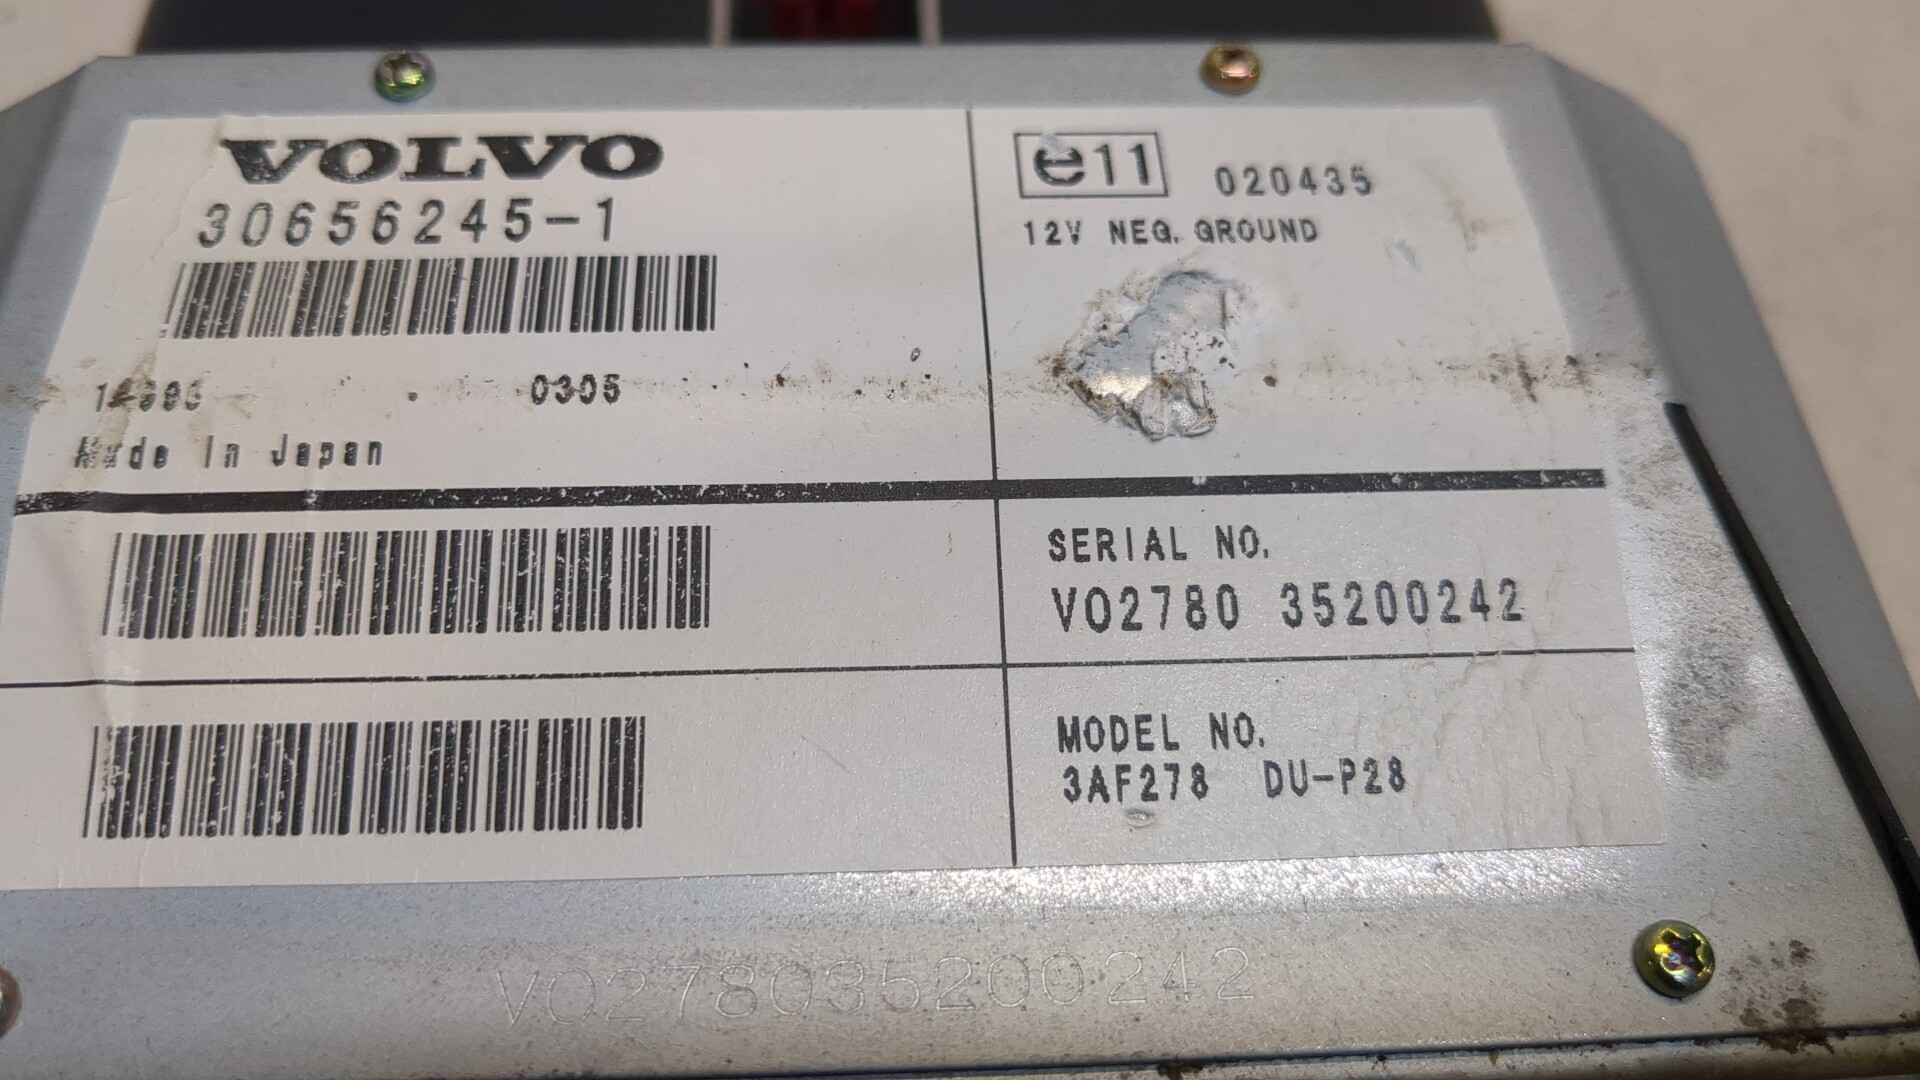 VOLVO
30656245-1
e11 020435
12V NEG. GROUND
0305
Made In Japan
SERIAL NO.
VO2780 35200242
MODEL NO.
3AF278 DU-P28
VO278035200242